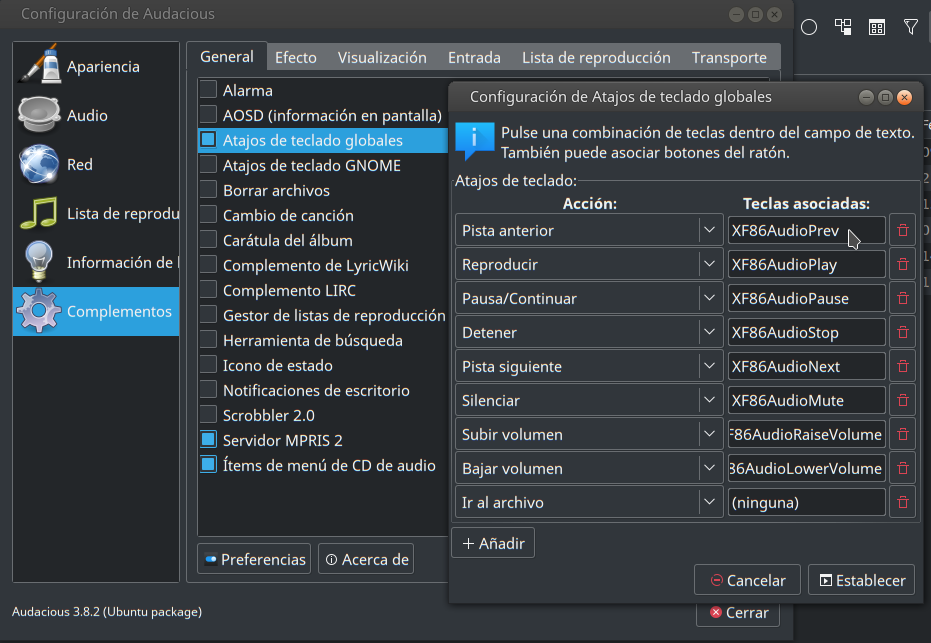 Configuración de Audacious
Apariencia
Audio
Red
Lista de reprodu
Información de
Complementos
General
Efecto
Visualización
Entrada
Lista de reproducción
Transporte
Alarma
AOSD (información en pantalla)
Atajos de teclado globales
Atajos de teclado GNOME
Borrar archivos
Cambio de canción
Carátula del álbum
Complemento de LyricWiki
Complemento LIRC
Gestor de listas de reproducción
Herramienta de búsqueda
Icono de estado
Notificaciones de escritorio
Scrobbler 2.0
Servidor MPRIS 2
Ítems de menú de CD de audio
Preferencias
Acerca de
Audacious 3.8.2 (Ubuntu package)
Cerrar
Configuración de Atajos de teclado globales
Pulse una combinación de teclas dentro del campo de texto.
También puede asociar botones del ratón.
Atajos de teclado:
Acción: Teclas asociadas:
Pista anterior XF86AudioPrev
Reproducir XF86AudioPlay
Pausa/Continuar XF86AudioPause
Detener XF86AudioStop
Pista siguiente XF86AudioNext
Silenciar XF86AudioMute
Subir volumen F86AudioRaiseVolume
Bajar volumen 86AudioLowerVolume
Ir al archivo (ninguna)
+ Añadir
Cancelar
Establecer